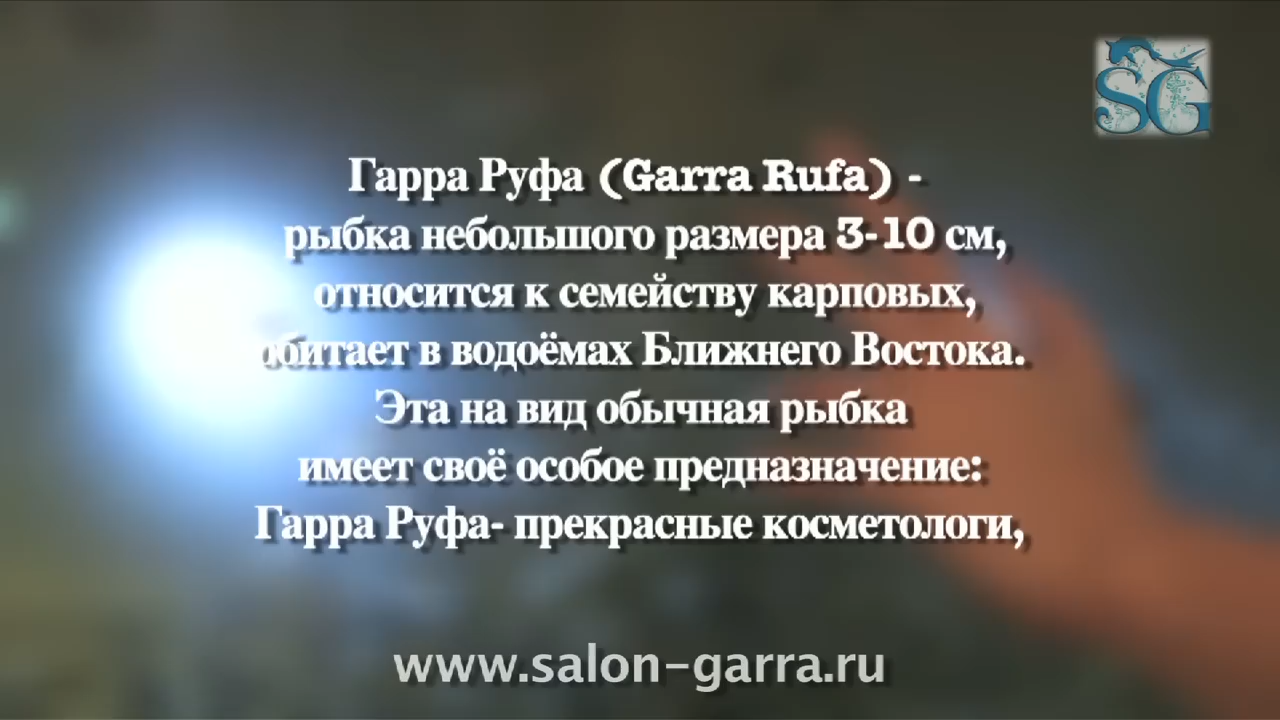 SG
Гарра Руфа (Garra Rufa) -
рыбка небольшого размера 3-10 см,
относится к семейству карповых,
обитает в водоёмах Ближнего Востока.
Эта на вид обычная рыбка
имеет своё особое предназначение:
Гарра Руфа- прекрасные косметологи,
www.salon-garra.ru